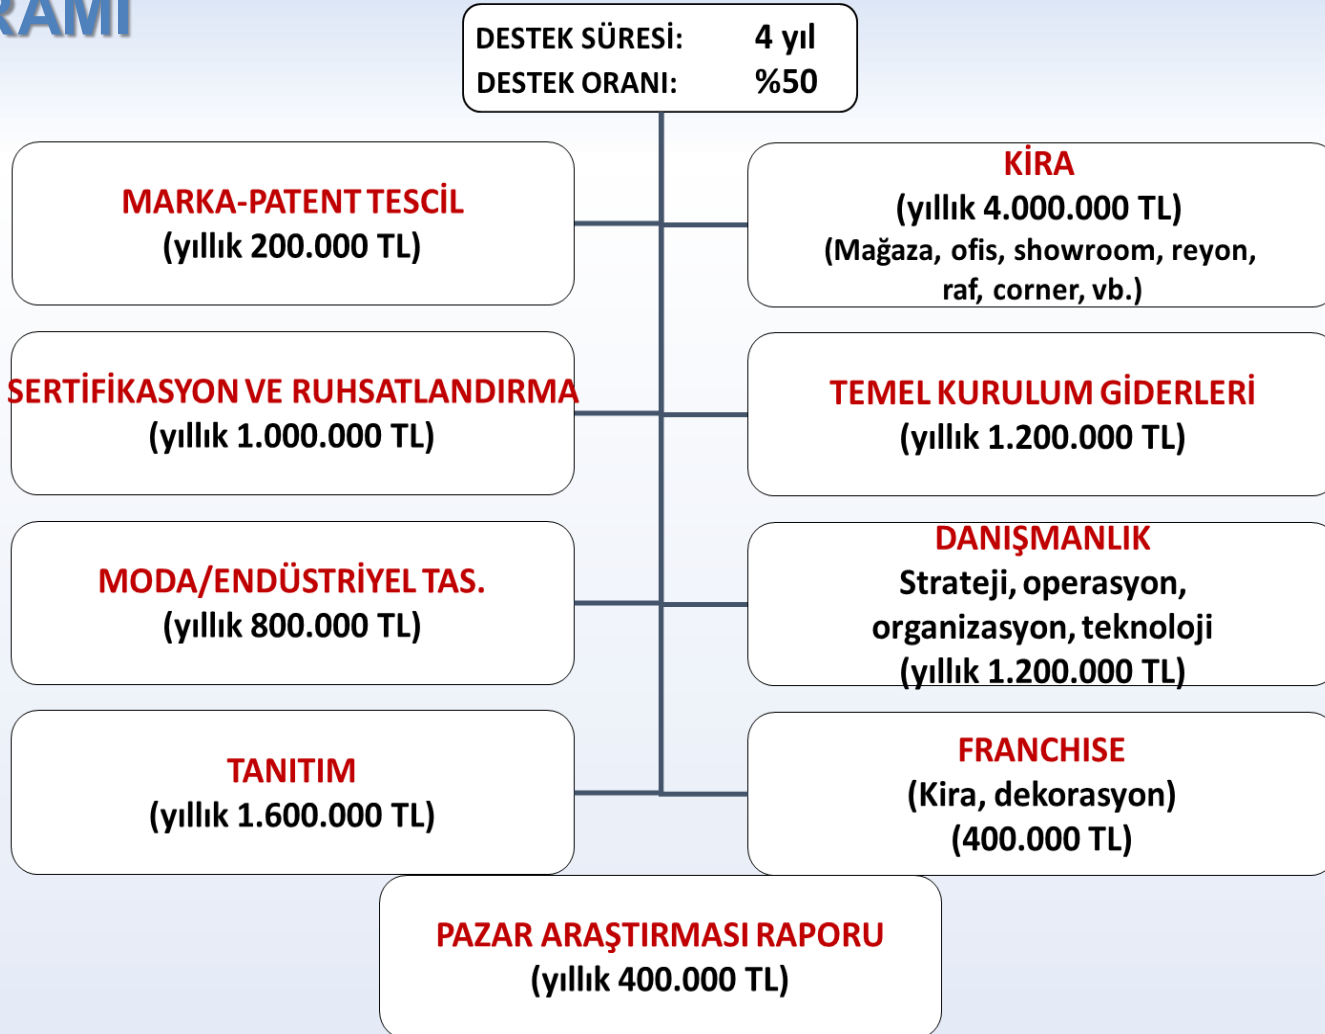 RAMI
DESTEK SÜRESİ: 4 yıl
DESTEK ORANI: %50
MARKA-PATENT TESCİL
(yıllık 200.000 TL)
KİRA
(yıllık 4.000.000 TL)
(Mağaza, ofis, showroom, reyon,
raf, corner, vb.)
SERTİFİKASYON VE RUHSATLANDIRMA
(yıllık 1.000.000 TL)
TEMEL KURULUM GİDERLERİ
(yıllık 1.200.000 TL)
MODA/ENDÜSTRİYEL TAS.
(yıllık 800.000 TL)
DANIŞMANLIK
Strateji, operasyon,
organizasyon, teknoloji
(yıllık 1.200.000 TL)
TANITIM
(yıllık 1.600.000 TL)
FRANCHISE
(Kira, dekorasyon)
(400.000 TL)
PAZAR ARAŞTIRMASI RAPORU
(yıllık 400.000 TL)